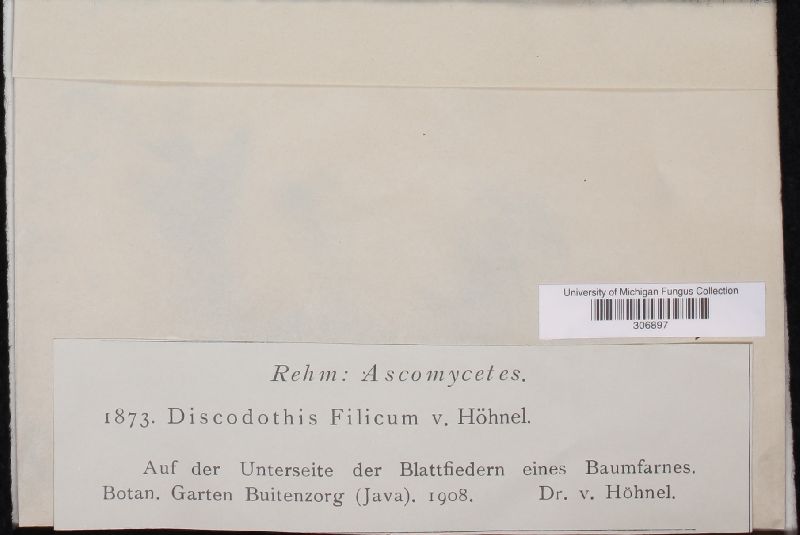 University of Michigan Fungus Collection
306897
Rehm: Ascomycetes.
1873. Discodothis Filicum v. Höhnel.
Auf der Unterseite der Blattfiedern eines Baumfarnes.
Botan. Garten Buitenzorg (Java). 1908. Dr. v. Höhnel.